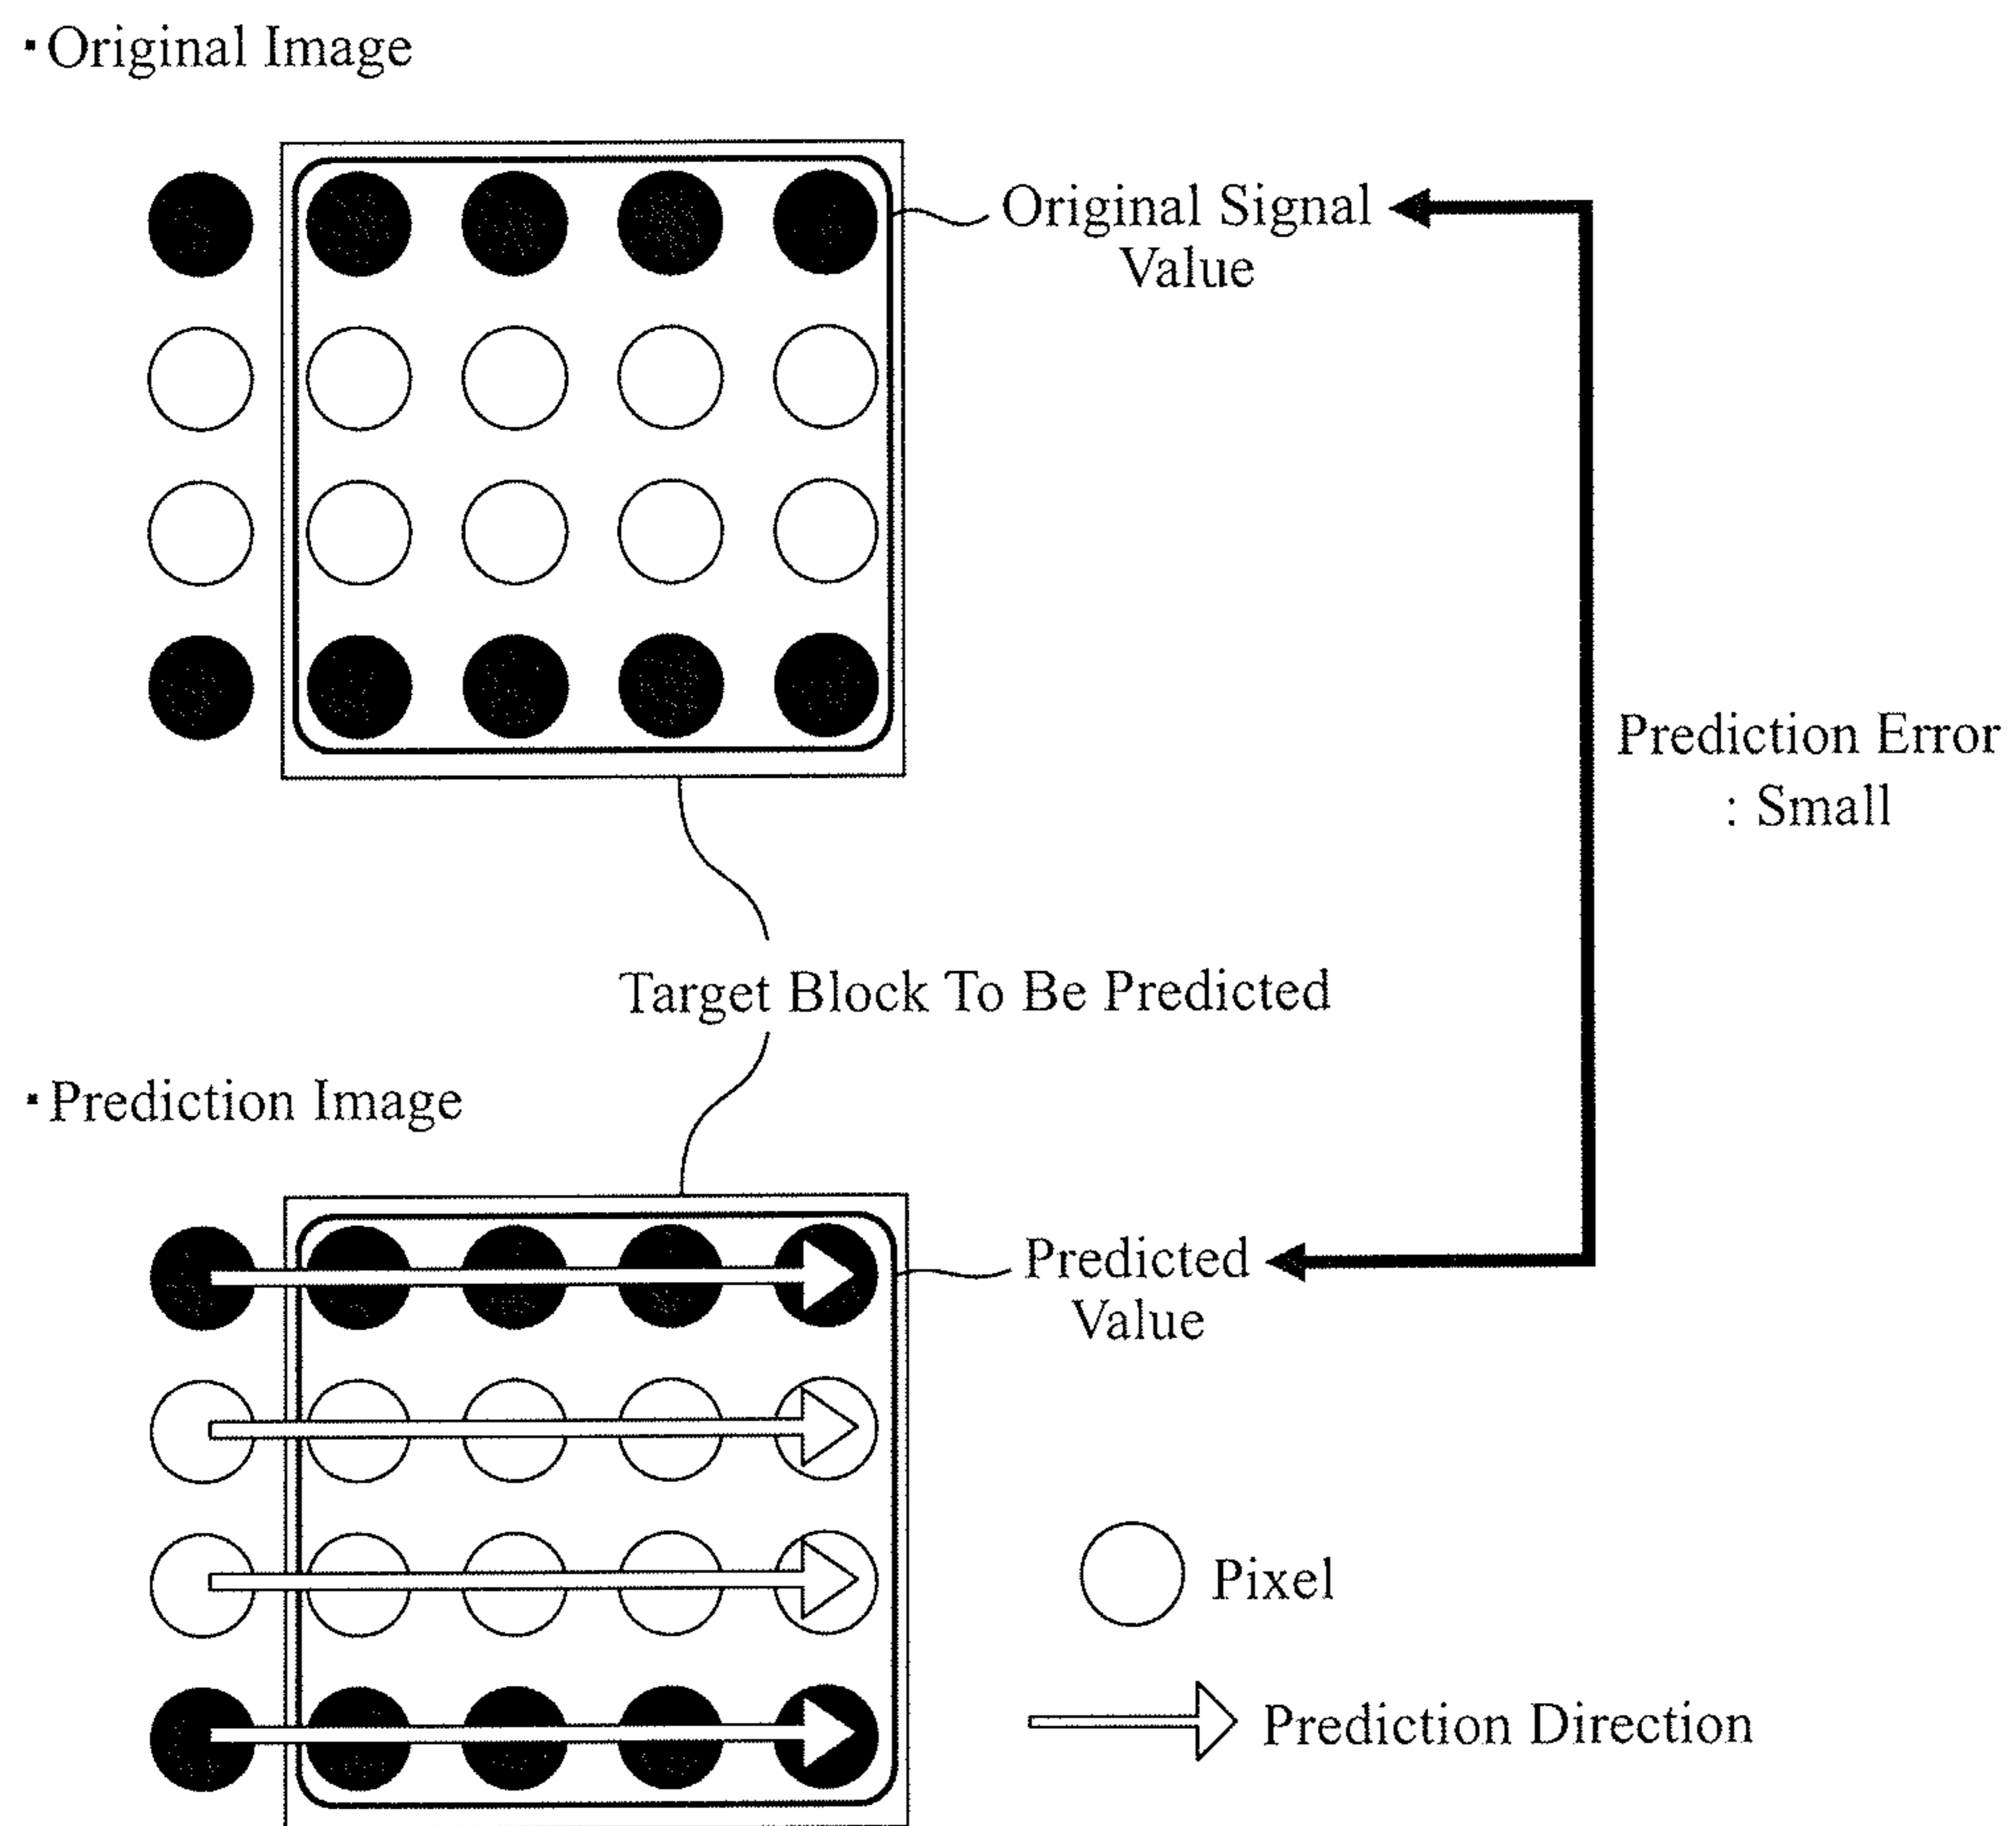 ・Original Image
Original Signal
Value
Prediction Error
: Small
Target Block To Be Predicted
・Prediction Image
Predicted
Value
Pixel
Prediction Direction